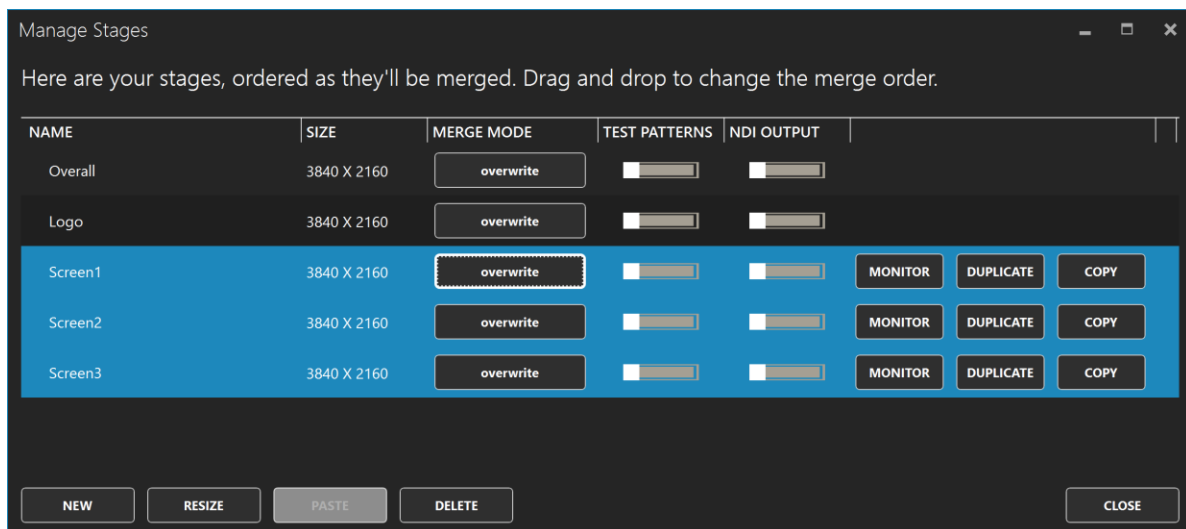 Manage Stages
Here are your stages, ordered as they'll be merged. Drag and drop to change the merge order.
NAME SIZE MERGE MODE TEST PATTERNS NDI OUTPUT
Overall 3840 X 2160 overwrite
Logo 3840 X 2160 overwrite
Screen1 3840 X 2160 overwrite MONITOR DUPLICATE COPY
Screen2 3840 X 2160 overwrite MONITOR DUPLICATE COPY
Screen3 3840 X 2160 overwrite MONITOR DUPLICATE COPY
NEW RESIZE PASTE DELETE CLOSE